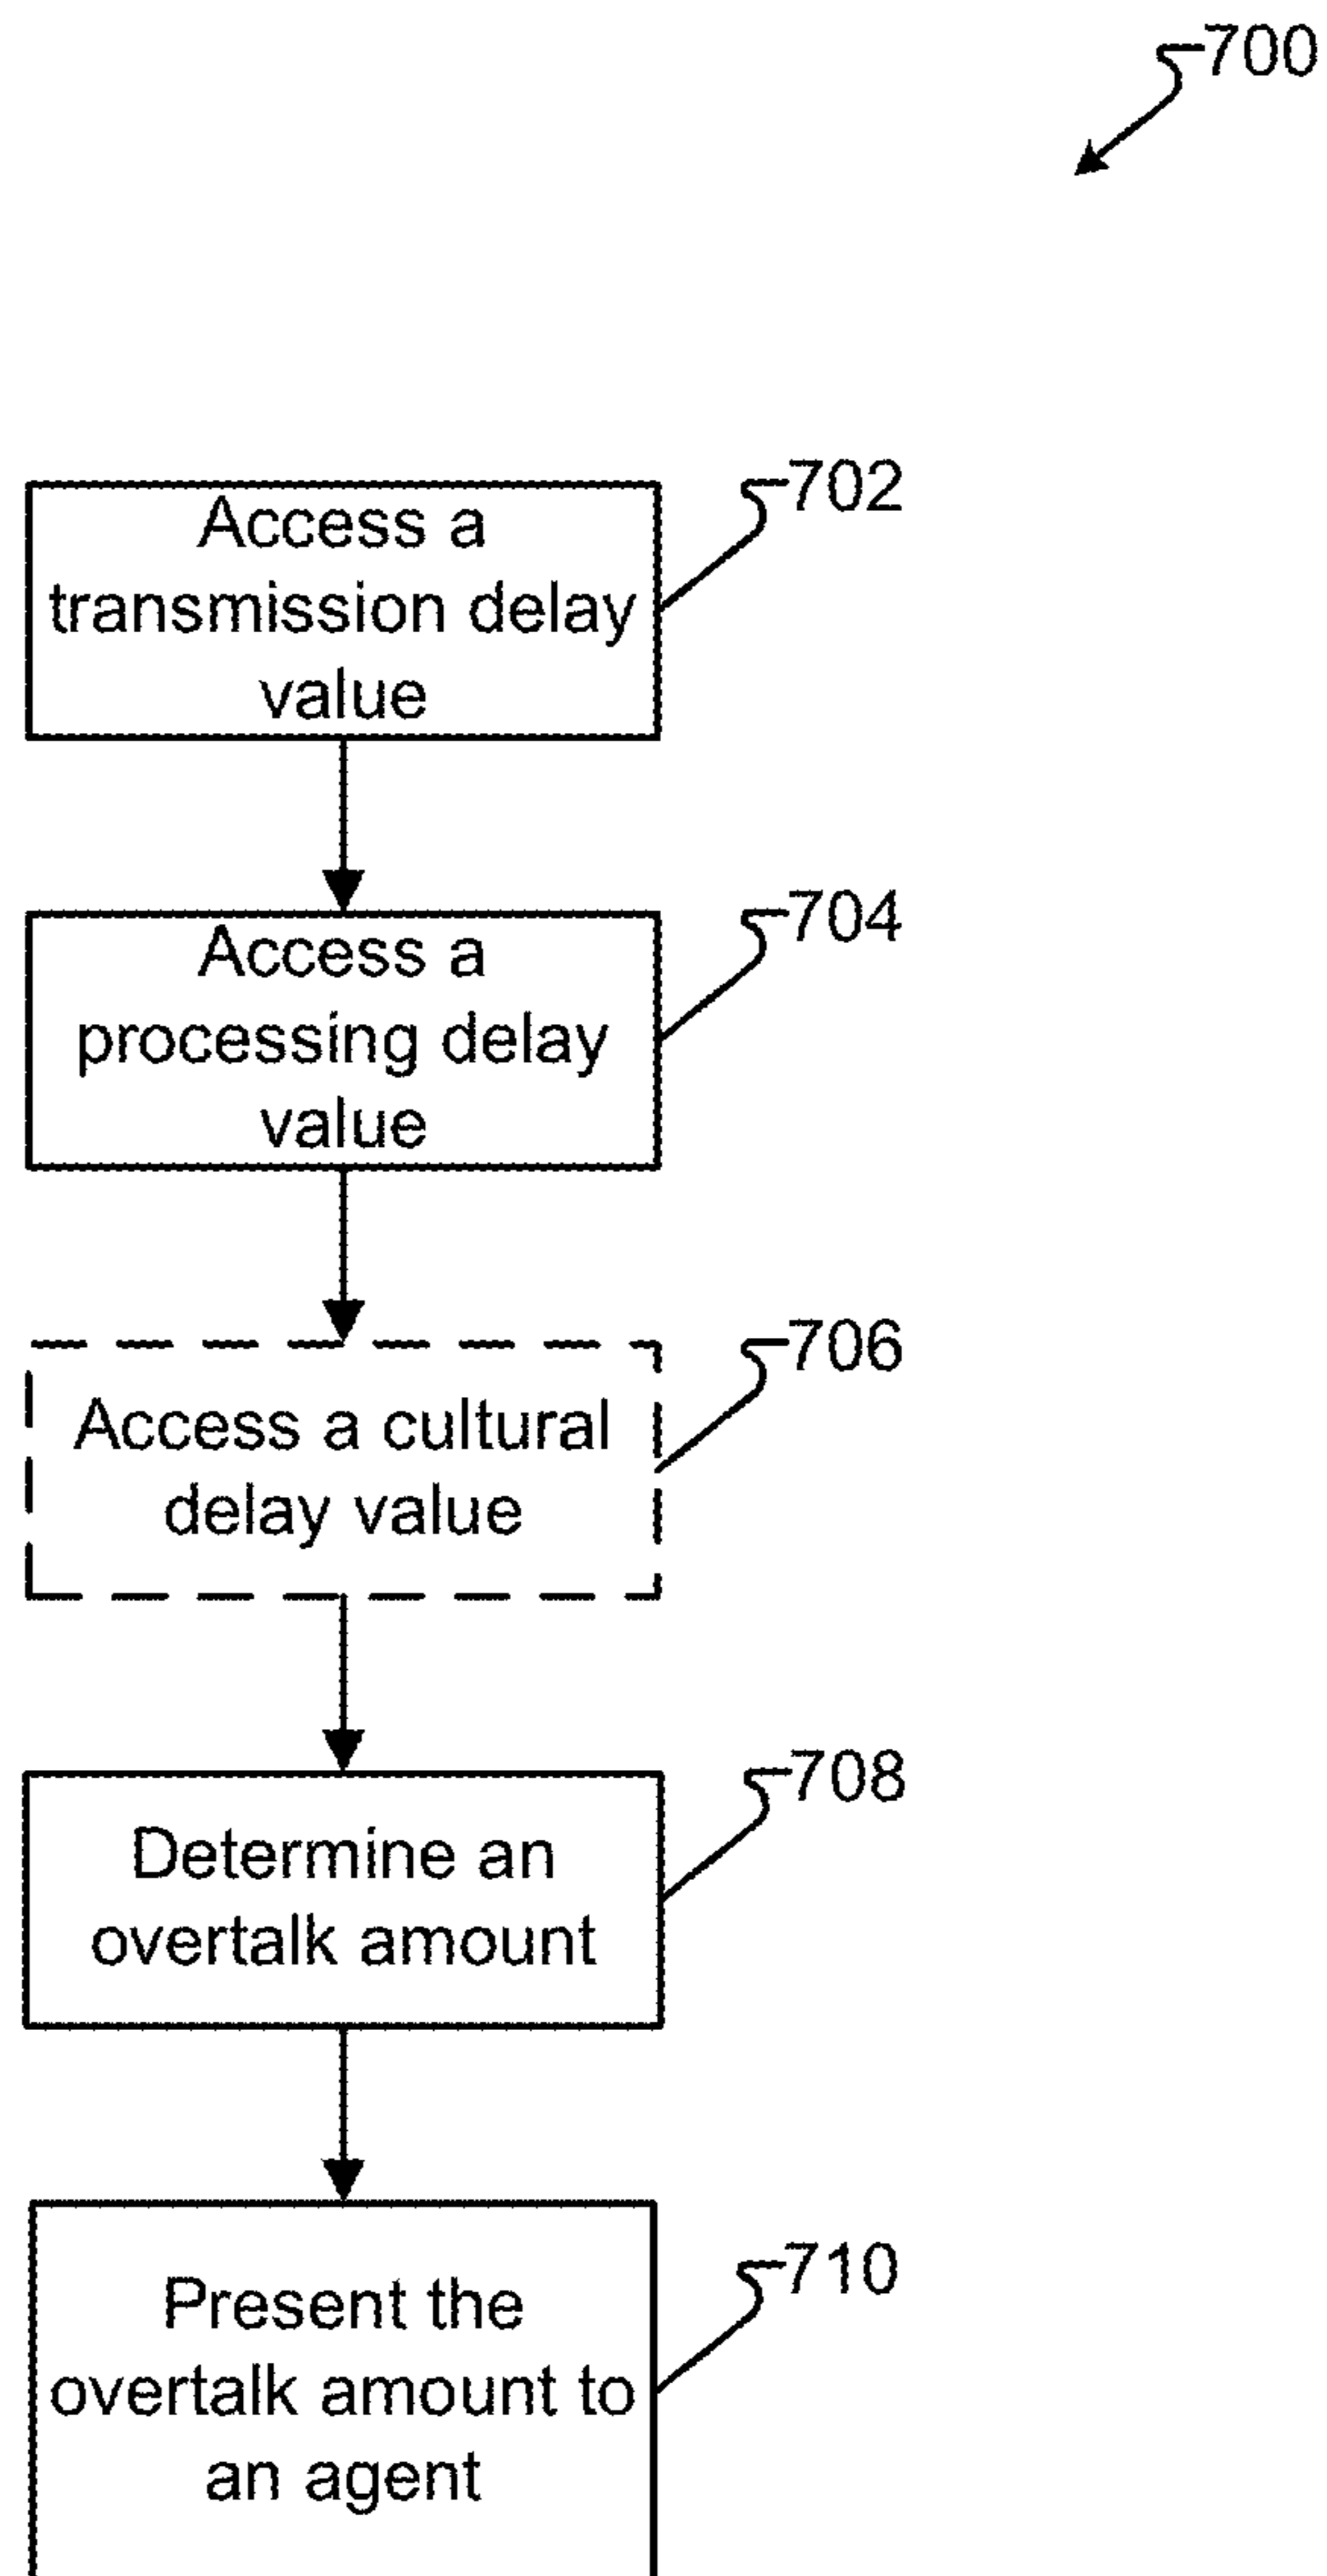 700
Access a
transmission delay
value
702
Access a
processing delay
value
704
Access a cultural
delay value
706
Determine an
overtalk amount
708
Present the
overtalk amount to
an agent
710